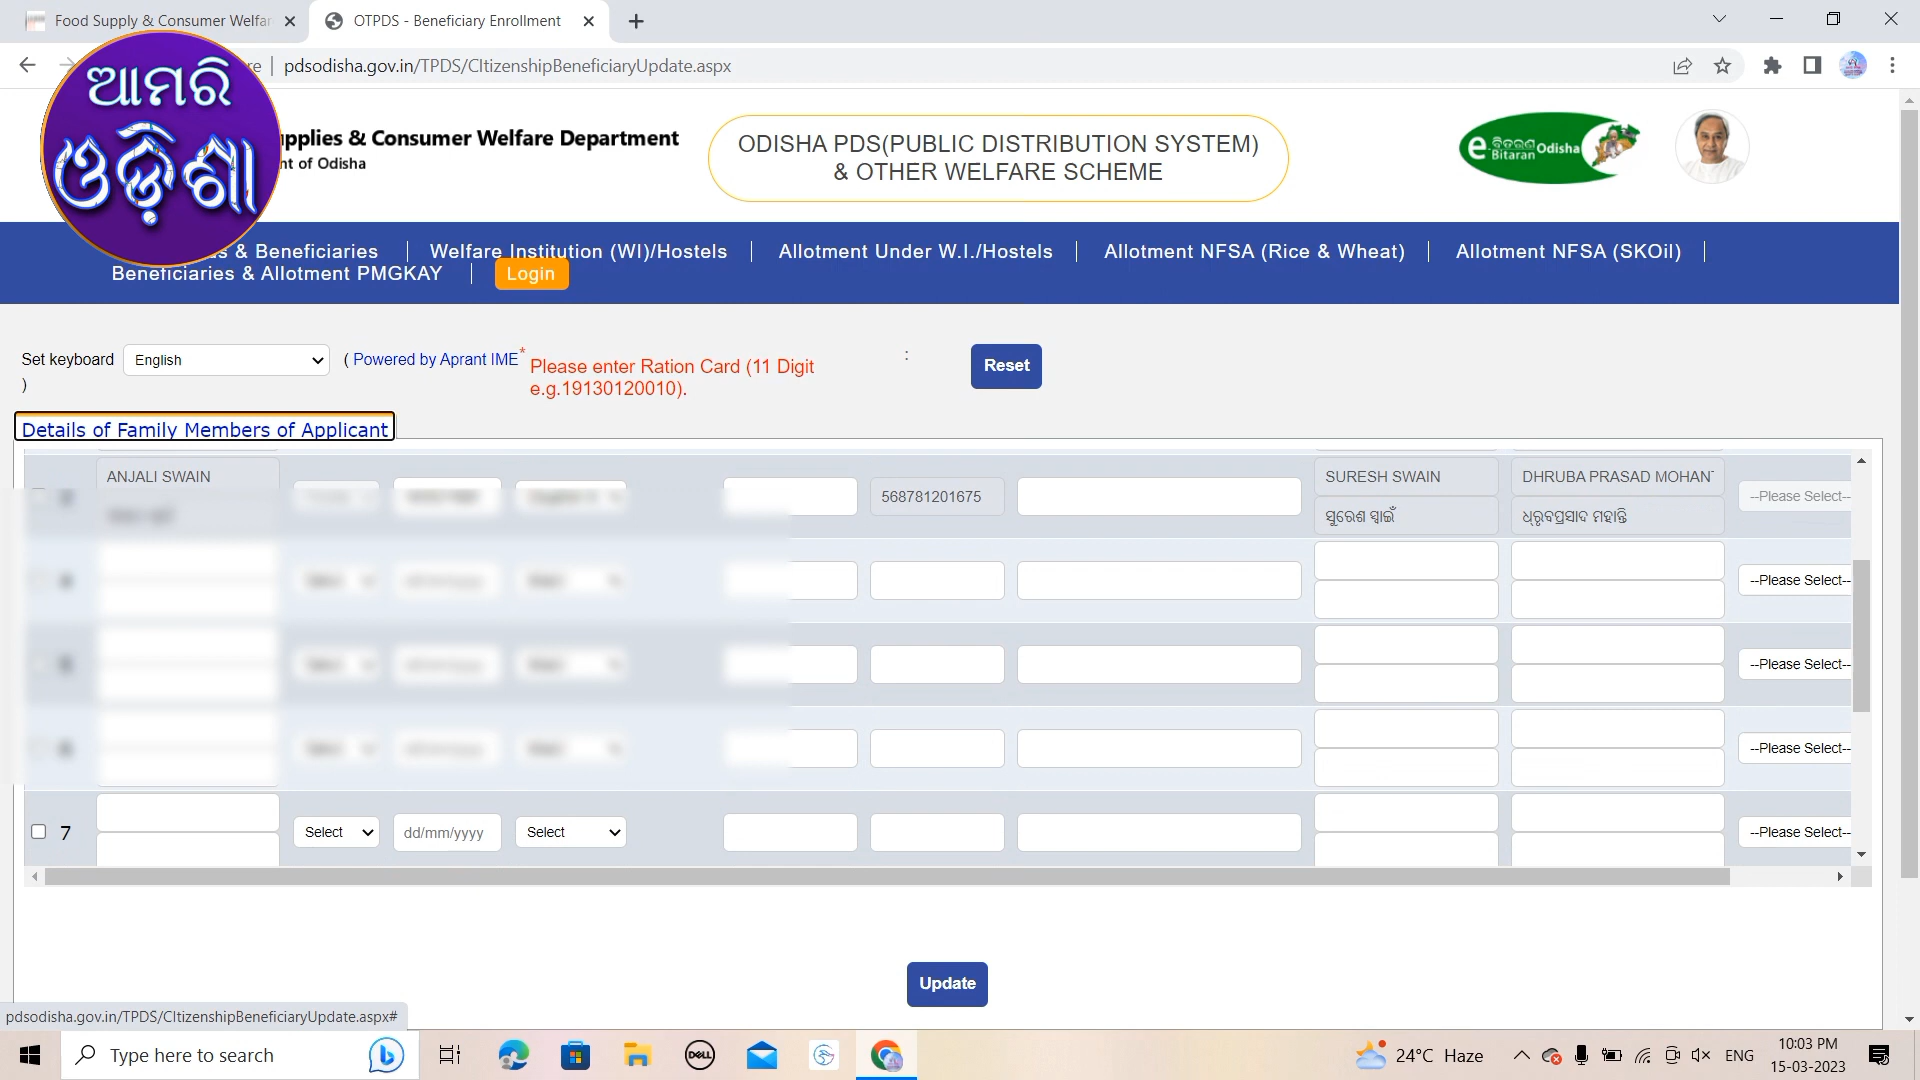 Food Supply & Consumer Welfar
OTPDS - Beneficiary Enrollment
pdsodisha.gov.in/TPDS/CItizenshipBeneficiaryUpdate.aspx
ଆମରି
ଓଡ଼ିଶା
pplies & Consumer Welfare Department
nt of Odisha
ODISHA PDS(PUBLIC DISTRIBUTION SYSTEM)
& OTHER WELFARE SCHEME
e-ବିତରଣ
Bitaran Odisha
s & Beneficiaries
Welfare Institution (WI)/Hostels
Allotment Under W.I./Hostels
Allotment NFSA (Rice & Wheat)
Allotment NFSA (SKOil)
Beneficiaries & Allotment PMGKAY
Login
Set keyboard English ( Powered by Aprant IME* 
)
Please enter Ration Card (11 Digit
e.g.19130120010).
:
Reset
Details of Family Members of Applicant
ANJALI SWAIN
568781201675
SURESH SWAIN
DHRUBA PRASAD MOHANT
ସୁରେଶ ସ୍ୱାଇଁ
ଧ୍ରୁବପ୍ରସାଦ ମହାନ୍ତି
--Please Select--
--Please Select--
--Please Select--
--Please Select--
7 Select dd/mm/yyyy Select --Please Select--
Update
pdsodisha.gov.in/TPDS/CItizenshipBeneficiaryUpdate.aspx#
Type here to search
DELL
24°C Haze
ENG
10:03 PM
15-03-2023